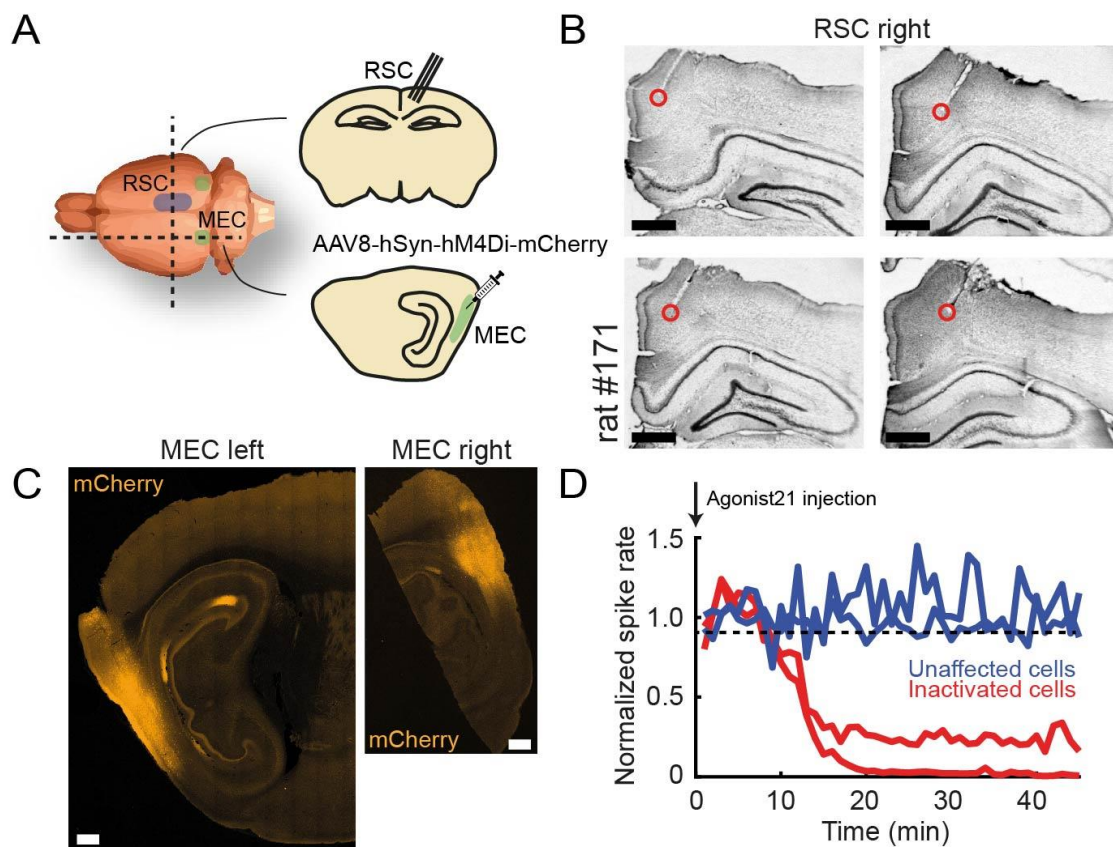 A
RSC
RSC
MEC
AAV8-hSyn-hM4Di-mCherry
MEC
B
RSC right
rat #171
C
MEC left
mCherry
MEC right
mCherry
D
Agonist21 injection
Normalized spike rate
1.5
1.0
0.5
0
Unaffected cells
Inactivated cells
0
10
20
30
40
Time (min)